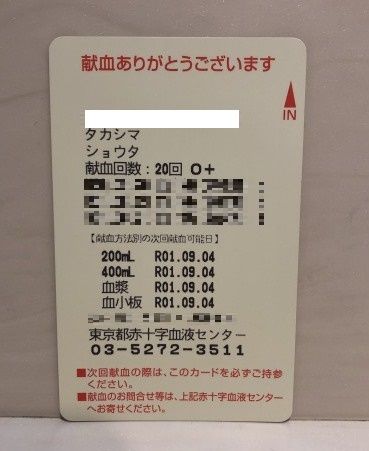 献血ありがとうございます
IN
タカシマ
ショウタ
献血回数：20回 O+
【献血方法別の次回献血可能日】
200mL R01.09.04
400mL R01.09.04
血漿 R01.09.04
血小板 R01.09.04
東京都赤十字血液センター
03-5272-3511
■次回献血の際は、このカードを必ずご持参
ください。
■献血のお問合せ等は、上記赤十字血液センター
へお寄せください。